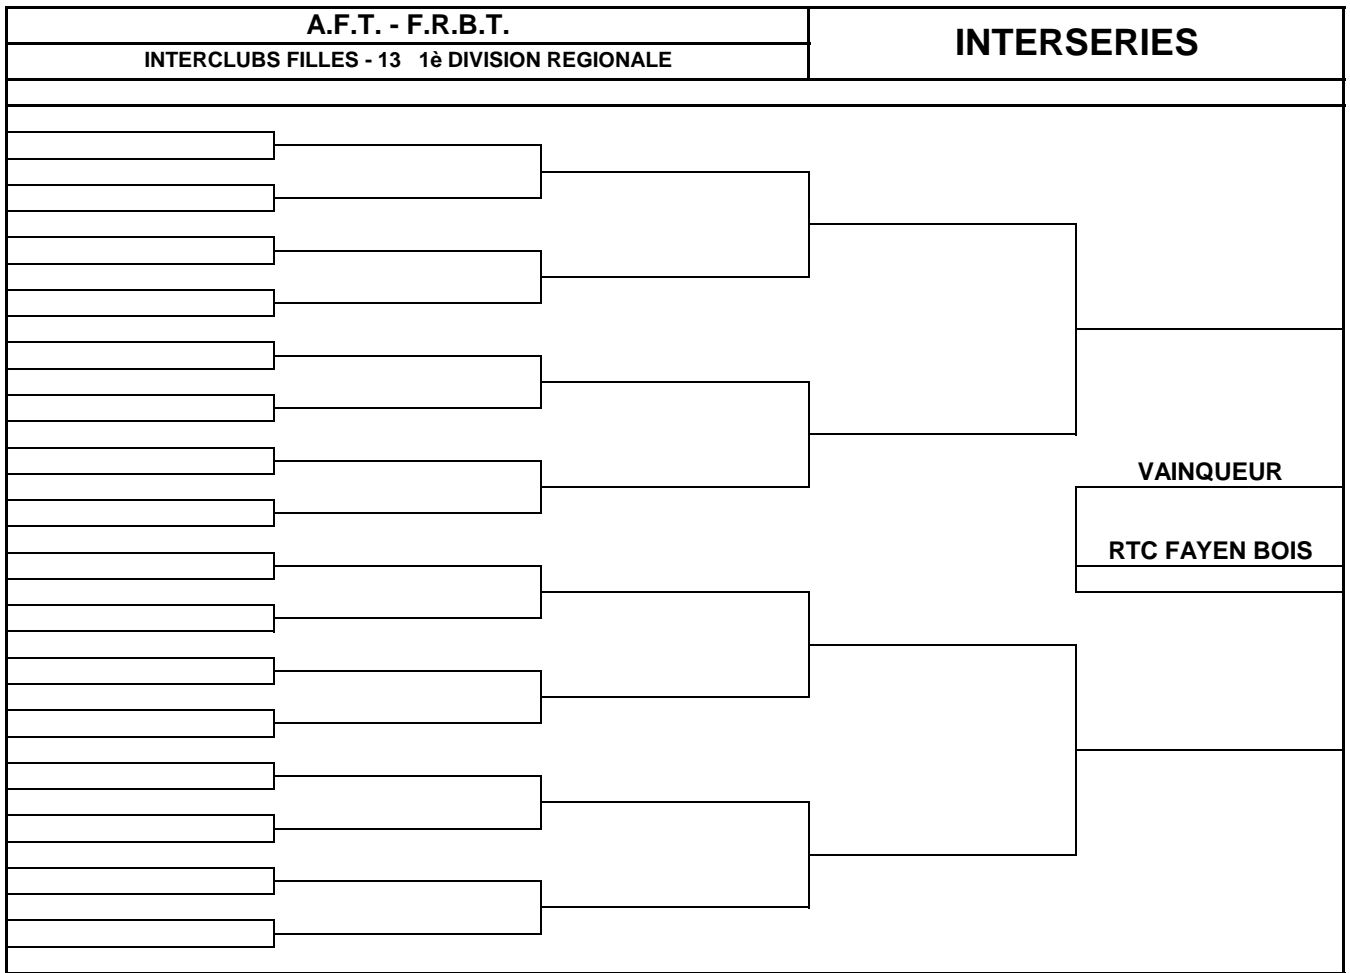 A.F.T. - F.R.B.T.
INTERCLUBS FILLES - 13 1è DIVISION REGIONALE
INTERSERIES
VAINQUEUR
RTC FAYEN BOIS